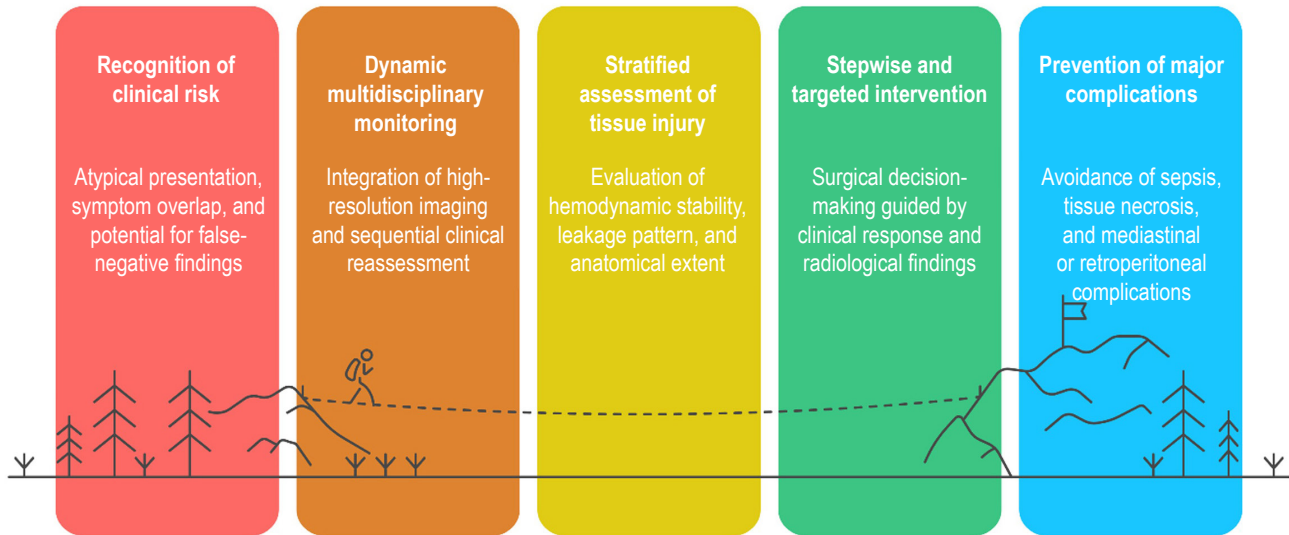 Recognition of
clinical risk
Atypical presentation,
symptom overlap, and
potential for false-
negative findings
Dynamic
multidisciplinary
monitoring
Integration of high-
resolution imaging
and sequential clinical
reassessment
Stratified
assessment of
tissue injury
Evaluation of
hemodynamic stability,
leakage pattern, and
anatomical extent
Stepwise and
targeted intervention
Surgical decision-
making guided by
clinical response and
radiological findings
Prevention of major
complications
Avoidance of sepsis,
tissue necrosis,
and mediastinal
or retroperitoneal
complications